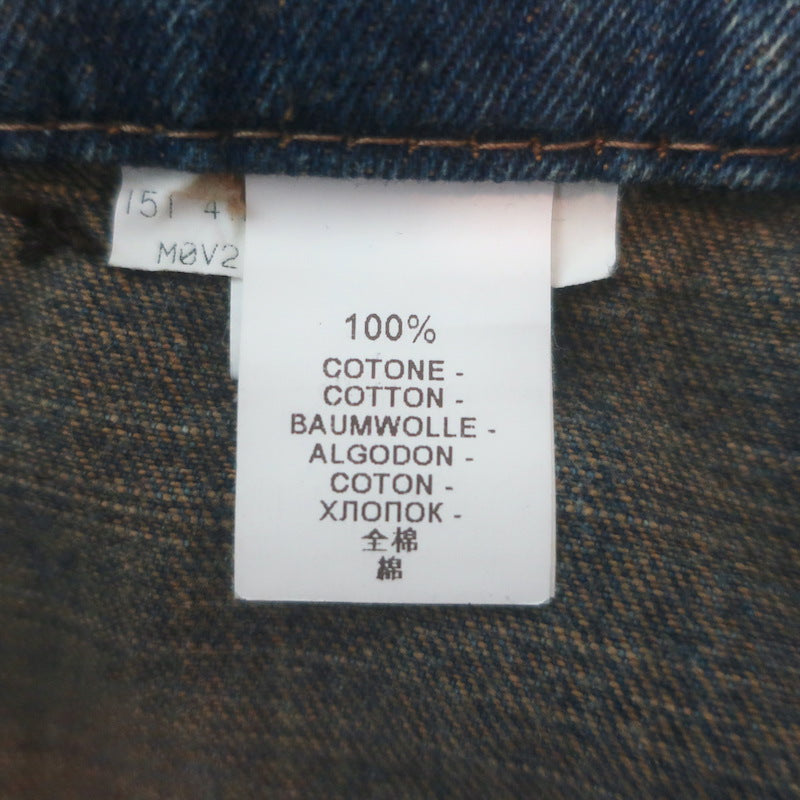 151 4
M0V2
100%
COTONE -
COTTON -
BAUMWOLLE -
ALGODON -
COTON -
ХЛОПОК -
全棉
綿